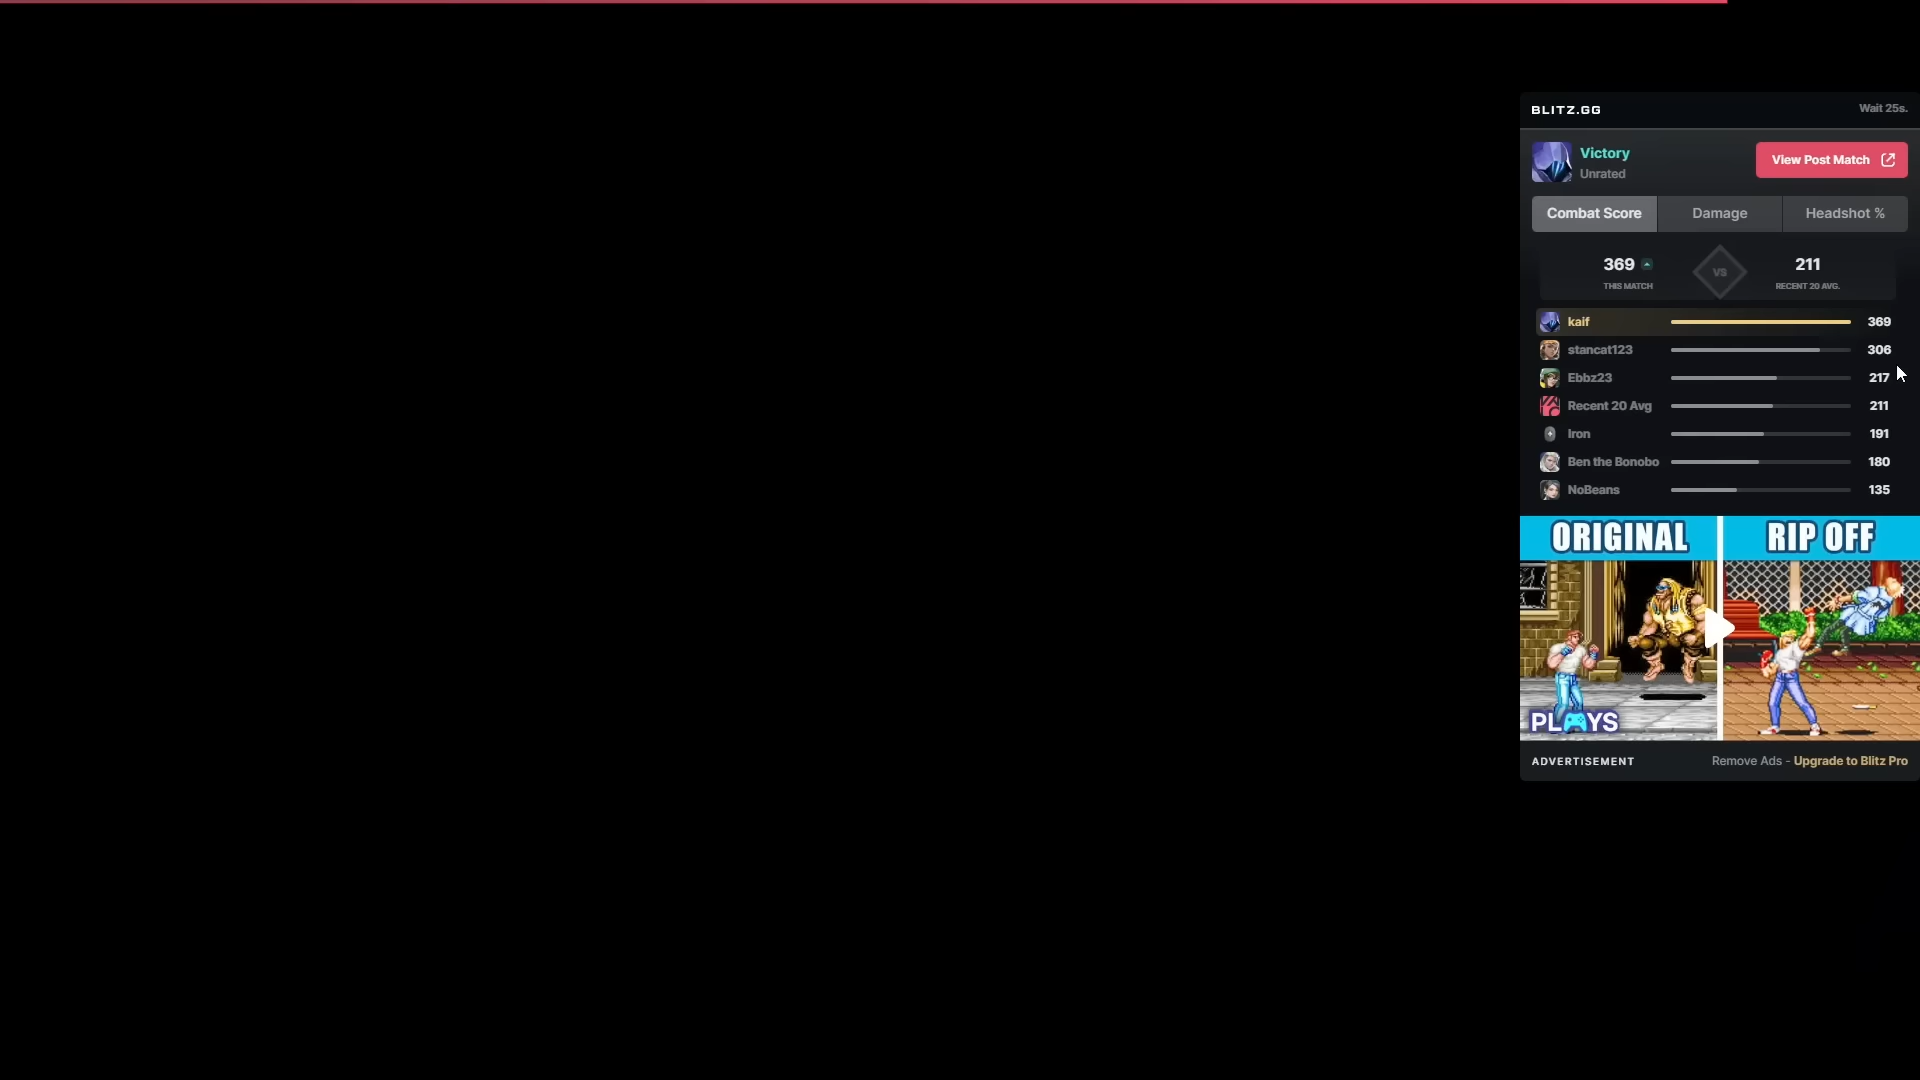 BLITZ.GG
Wait 25s.
Victory
Unrated
View Post Match
Combat Score
Damage
Headshot %
369
THIS MATCH
VS
211
RECENT 20 AVG.
kaif 369
stancat123 306
Ebbz23 217
Recent 20 Avg 211
Iron 191
Ben the Bonobo 180
NoBeans 135
ORIGINAL
RIP OFF
PLAYS
ADVERTISEMENT
Remove Ads - Upgrade to Blitz Pro